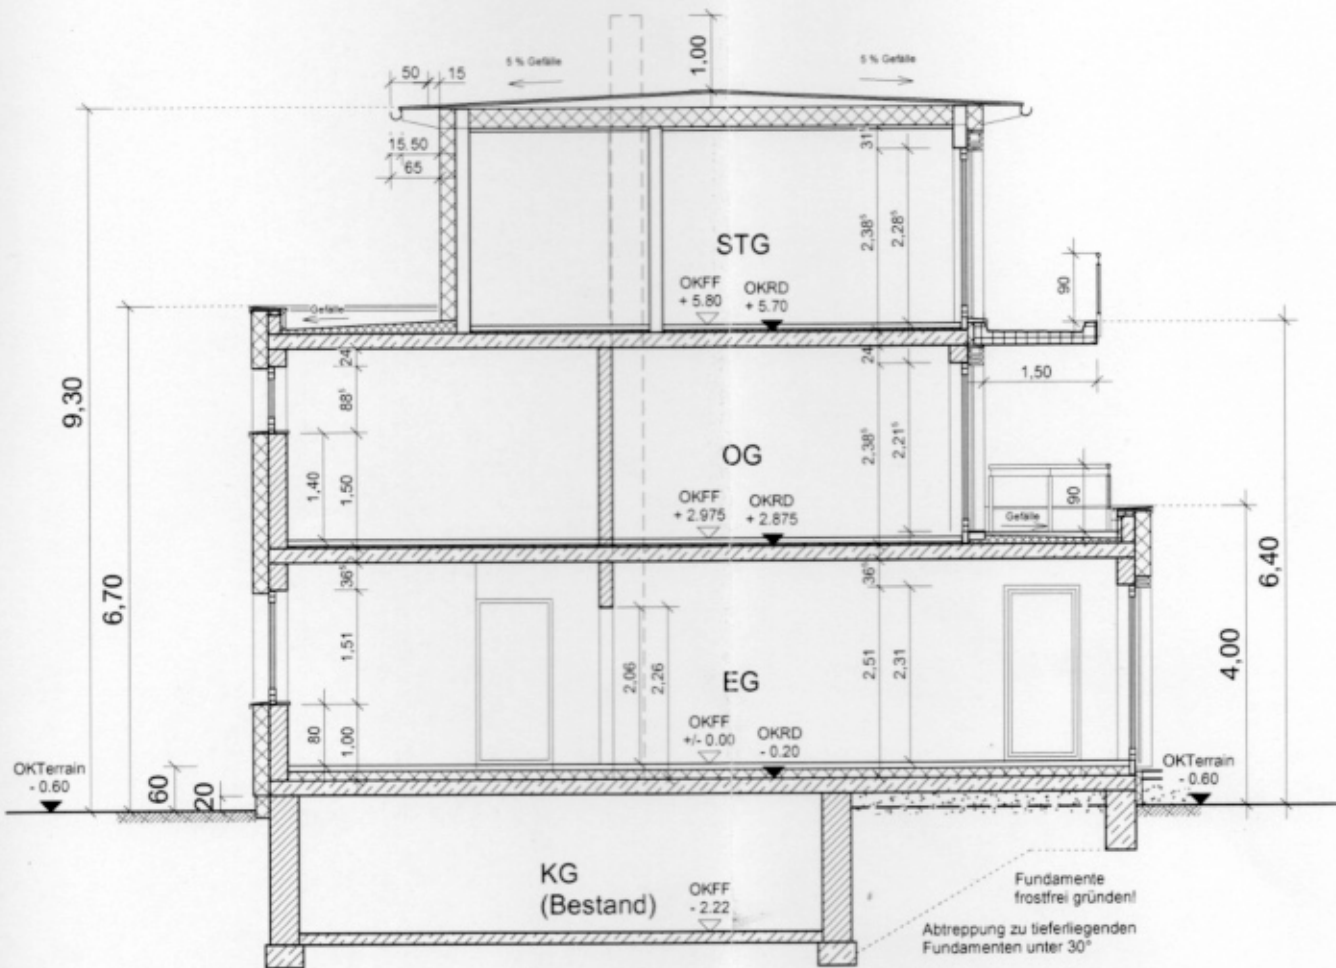 1,00
5 % Gefälle
5 % Gefälle
50
15
15.50
65
31
2,38⁵
2,28⁵
STG
OKFF
+ 5.80
OKRD
+ 5.70
90
Gefälle
9,30
24
24
1,50
88⁵
2,38⁵
2,21⁵
OG
1,40
1,50
OKFF
+ 2.975
OKRD
+ 2.875
90
Gefälle
6,70
6,40
36⁵
36⁵
1,51
2,06
2,26
2,51
2,31
4,00
EG
80
1,00
OKFF
+/- 0.00
OKRD
- 0.20
OKTerrain
- 0.60
60
20
OKTerrain
- 0.60
KG
(Bestand)
OKFF
- 2.22
Fundamente
frostfrei gründen!
Abtreppung zu tieferliegenden
Fundamenten unter 30°